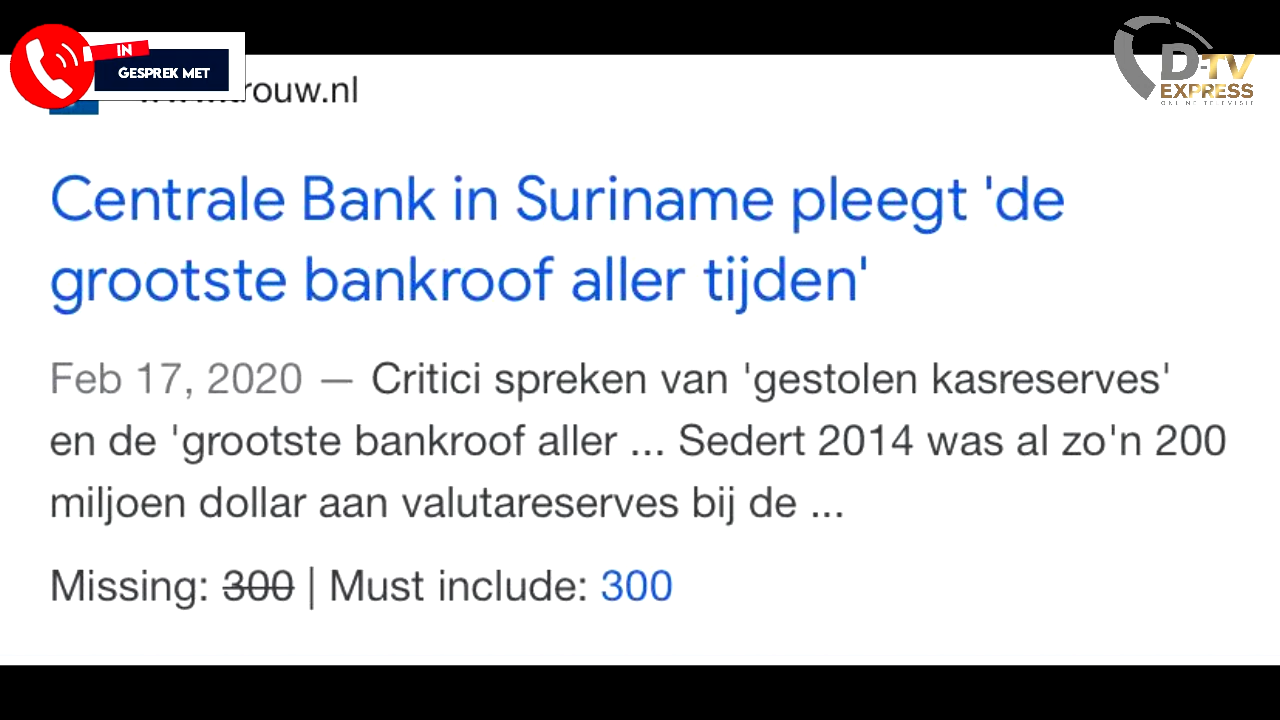 IN
GESPREK MET
D-TV
EXPRESS
ONLINE TELEVISIE
Centrale Bank in Suriname pleegt 'de
grootste bankroof aller tijden'
Feb 17, 2020 — Critici spreken van 'gestolen kasreserves'
en de 'grootste bankroof aller ... Sedert 2014 was al zo'n 200
miljoen dollar aan valutareserves bij de ...
Missing: 300 | Must include: 300